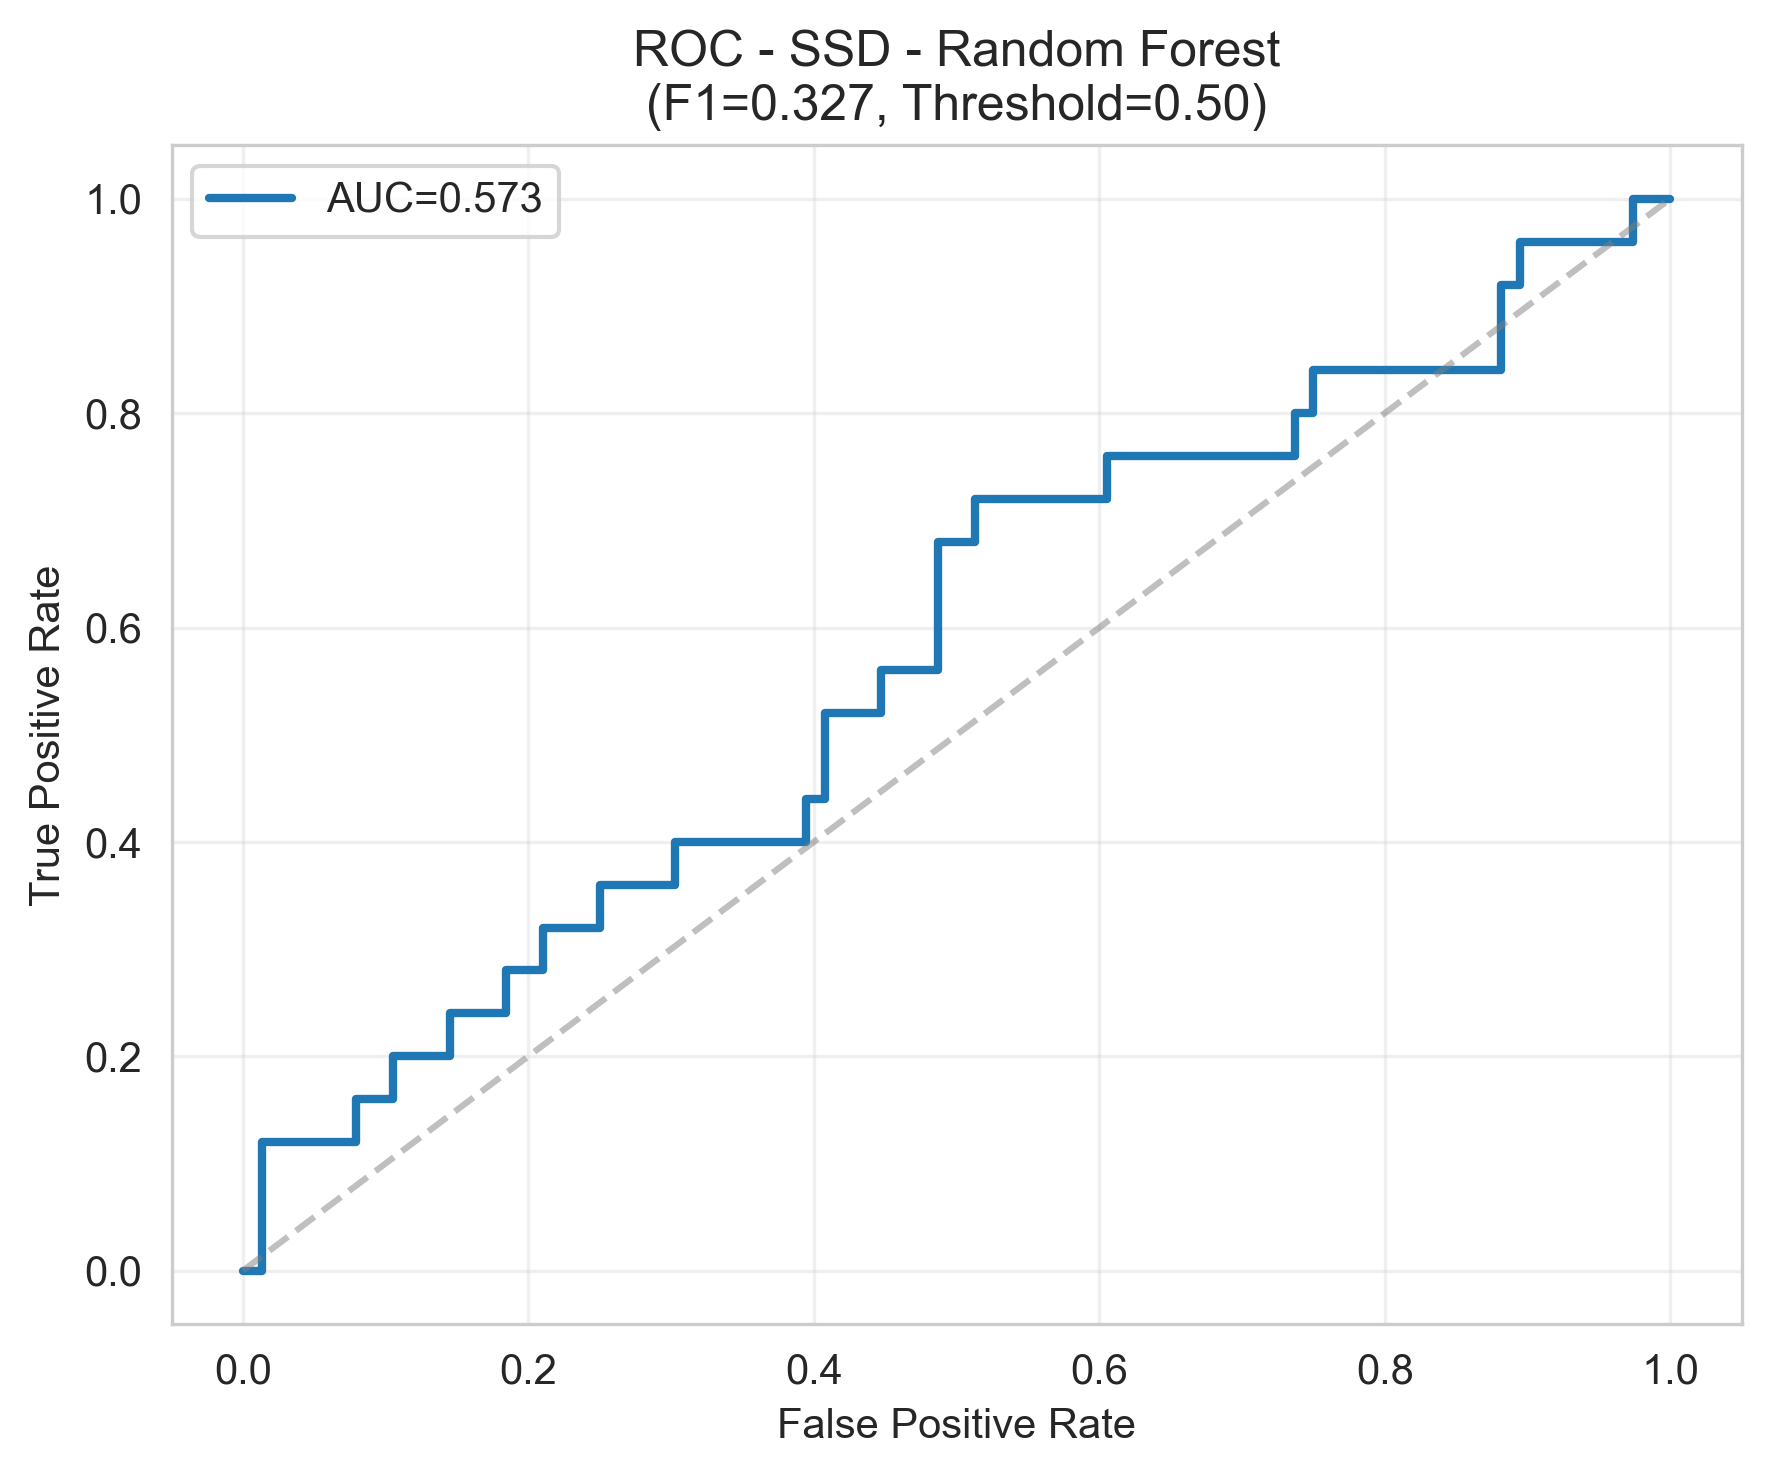 ROC - SSD - Random Forest
(F1=0.327, Threshold=0.50)
AUC=0.573
1.0
0.8
0.6
0.4
0.2
0.0
True Positive Rate
0.0 0.2 0.4 0.6 0.8 1.0
False Positive Rate